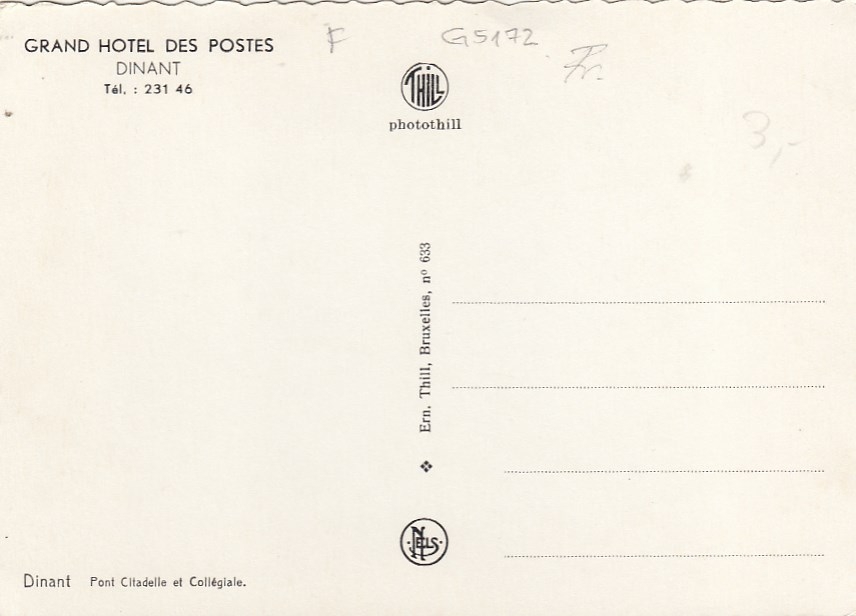 GRAND HOTEL DES POSTES
DINANT
Tél. : 231 46
F
G5172
Fr.
3,-
THILL
photothill
Ern. Thill, Bruxelles, nº 633
NELS
Dinant Pont Citadelle et Collégiale.